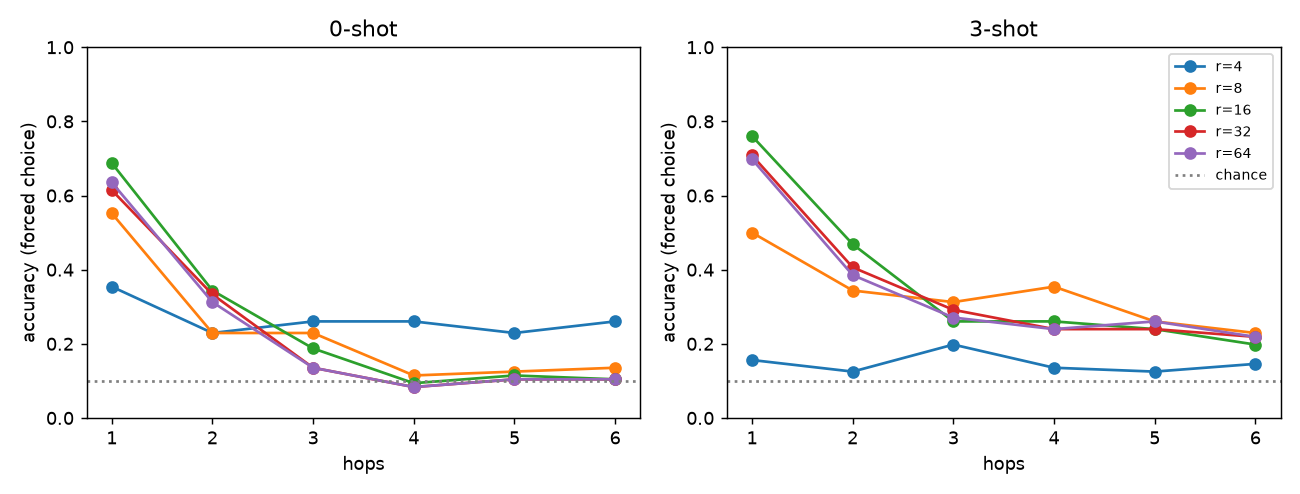 0-shot
1.0
0.8
0.6
0.4
0.2
0.0
accuracy (forced choice)
1 2 3 4 5 6
hops
3-shot
1.0
0.8
0.6
0.4
0.2
0.0
accuracy (forced choice)
1 2 3 4 5 6
hops
r=4
r=8
r=16
r=32
r=64
chance